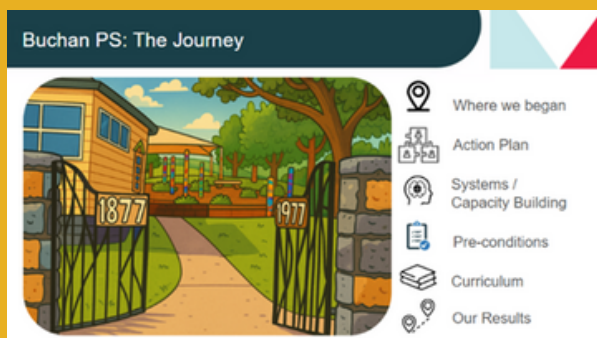 Buchan PS: The Journey
1877
1977
Where we began
Action Plan
Systems /
Capacity Building
Pre-conditions
Curriculum
Our Results